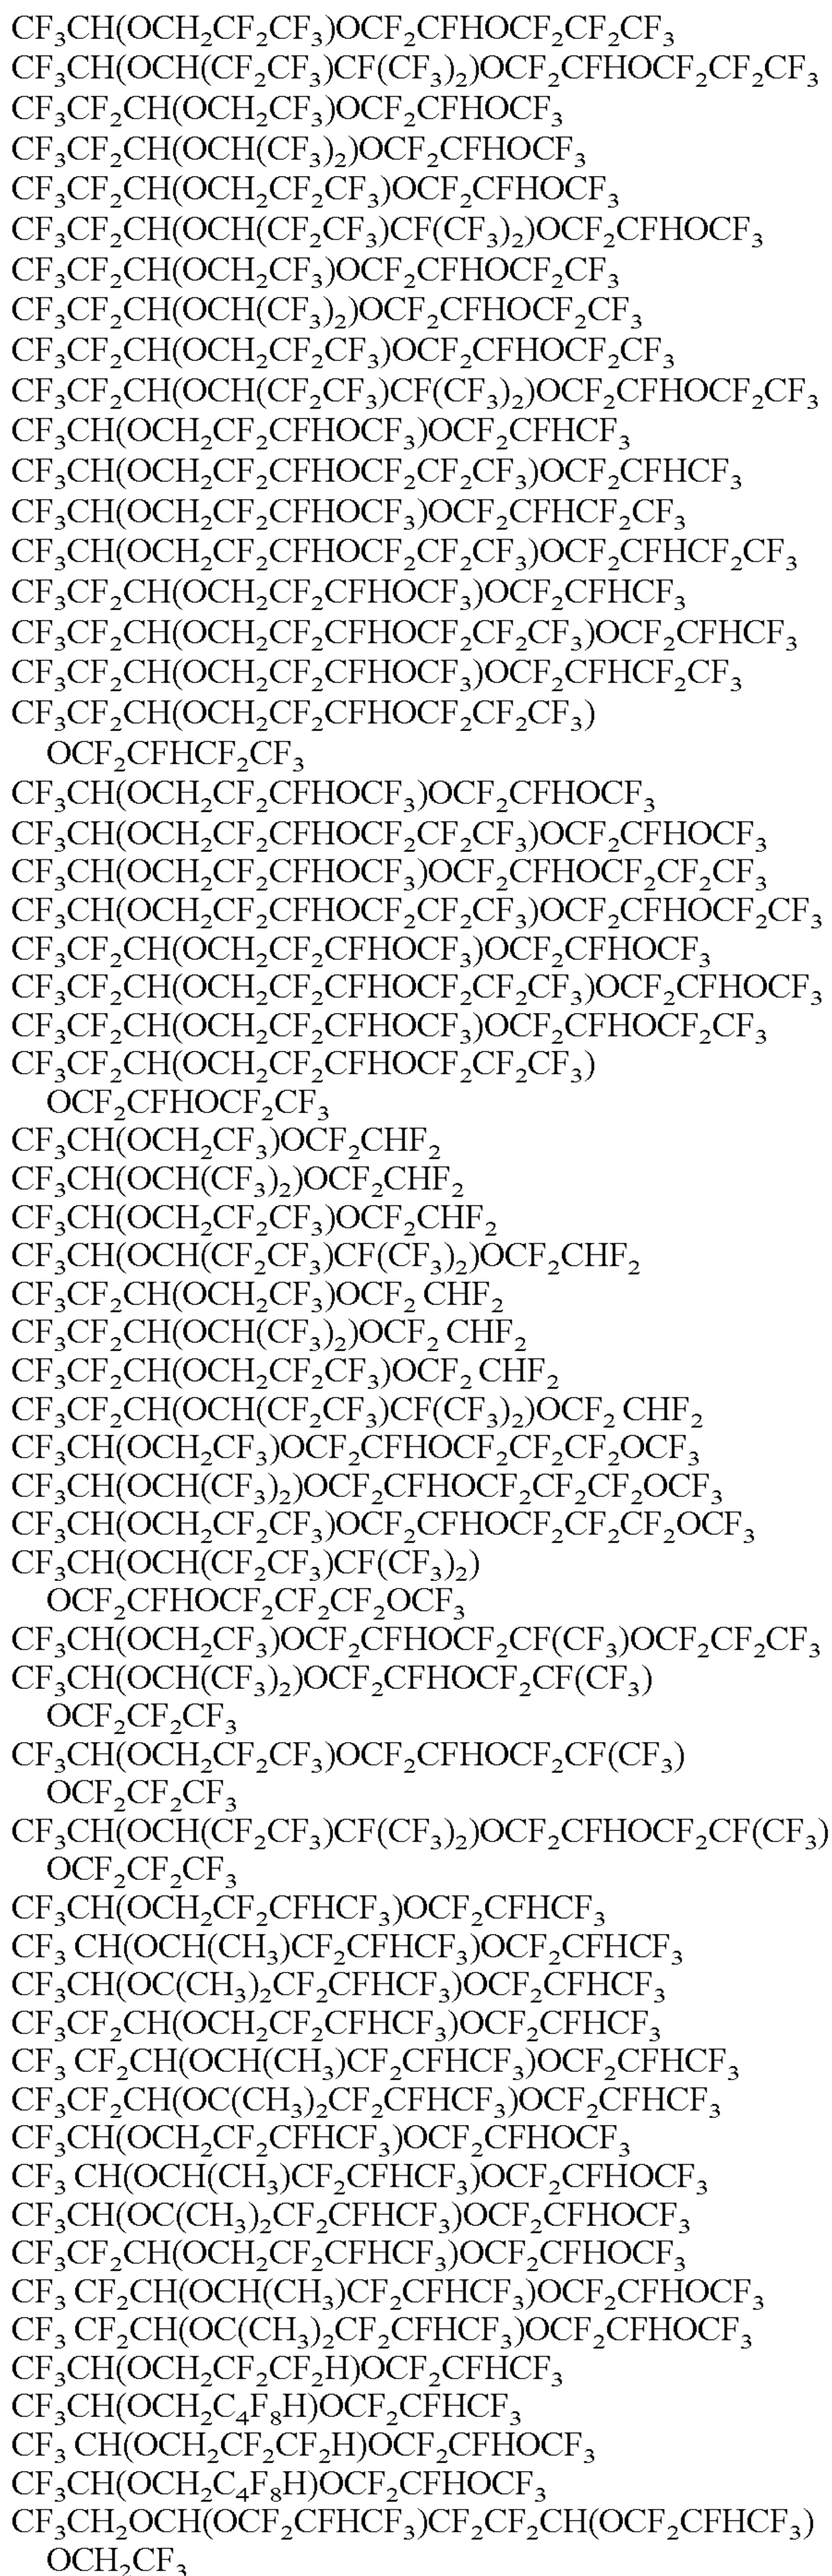 CF₃CH(OCH₂CF₂CF₃)OCF₂CFHOCF₂CF₂CF₃
CF₃CH(OCH(CF₂CF₃)CF(CF₃)₂)OCF₂CFHOCF₂CF₂CF₃
CF₃CF₂CH(OCH₂CF₃)OCF₂CFHOCF₃
CF₃CF₂CH(OCH(CF₃)₂)OCF₂CFHOCF₃
CF₃CF₂CH(OCH₂CF₂CF₃)OCF₂CFHOCF₃
CF₃CF₂CH(OCH(CF₂CF₃)CF(CF₃)₂)OCF₂CFHOCF₃
CF₃CF₂CH(OCH₂CF₃)OCF₂CFHOCF₂CF₃
CF₃CF₂CH(OCH(CF₃)₂)OCF₂CFHOCF₂CF₃
CF₃CF₂CH(OCH₂CF₂CF₃)OCF₂CFHOCF₂CF₃
CF₃CF₂CH(OCH(CF₂CF₃)CF(CF₃)₂)OCF₂CFHOCF₂CF₃
CF₃CH(OCH₂CF₂CFHOCF₃)OCF₂CFHCF₃
CF₃CH(OCH₂CF₂CFHOCF₂CF₂CF₃)OCF₂CFHCF₃
CF₃CH(OCH₂CF₂CFHOCF₃)OCF₂CFHCF₂CF₃
CF₃CH(OCH₂CF₂CFHOCF₂CF₂CF₃)OCF₂CFHCF₂CF₃
CF₃CF₂CH(OCH₂CF₂CFHOCF₃)OCF₂CFHCF₃
CF₃CF₂CH(OCH₂CF₂CFHOCF₂CF₂CF₃)OCF₂CFHCF₃
CF₃CF₂CH(OCH₂CF₂CFHOCF₃)OCF₂CFHCF₂CF₃
CF₃CF₂CH(OCH₂CF₂CFHOCF₂CF₂CF₃)
OCF₂CFHCF₂CF₃
CF₃CH(OCH₂CF₂CFHOCF₃)OCF₂CFHOCF₃
CF₃CH(OCH₂CF₂CFHOCF₂CF₂CF₃)OCF₂CFHOCF₃
CF₃CH(OCH₂CF₂CFHOCF₃)OCF₂CFHOCF₂CF₂CF₃
CF₃CH(OCH₂CF₂CFHOCF₂CF₂CF₃)OCF₂CFHOCF₂CF₃
CF₃CF₂CH(OCH₂CF₂CFHOCF₃)OCF₂CFHOCF₃
CF₃CF₂CH(OCH₂CF₂CFHOCF₂CF₂CF₃)OCF₂CFHOCF₃
CF₃CF₂CH(OCH₂CF₂CFHOCF₃)OCF₂CFHOCF₂CF₃
CF₃CF₂CH(OCH₂CF₂CFHOCF₂CF₂CF₃)
OCF₂CFHOCF₂CF₃
CF₃CH(OCH₂CF₃)OCF₂CHF₂
CF₃CH(OCH(CF₃)₂)OCF₂CHF₂
CF₃CH(OCH₂CF₂CF₃)OCF₂CHF₂
CF₃CH(OCH(CF₂CF₃)CF(CF₃)₂)OCF₂CHF₂
CF₃CF₂CH(OCH₂CF₃)OCF₂ CHF₂
CF₃CF₂CH(OCH(CF₃)₂)OCF₂ CHF₂
CF₃CF₂CH(OCH₂CF₂CF₃)OCF₂ CHF₂
CF₃CF₂CH(OCH(CF₂CF₃)CF(CF₃)₂)OCF₂ CHF₂
CF₃CH(OCH₂CF₃)OCF₂CFHOCF₂CF₂CF₂OCF₃
CF₃CH(OCH(CF₃)₂)OCF₂CFHOCF₂CF₂CF₂OCF₃
CF₃CH(OCH₂CF₂CF₃)OCF₂CFHOCF₂CF₂CF₂OCF₃
CF₃CH(OCH(CF₂CF₃)CF(CF₃)₂)
OCF₂CFHOCF₂CF₂CF₂OCF₃
CF₃CH(OCH₂CF₃)OCF₂CFHOCF₂CF(CF₃)OCF₂CF₂CF₃
CF₃CH(OCH(CF₃)₂)OCF₂CFHOCF₂CF(CF₃)
OCF₂CF₂CF₃
CF₃CH(OCH₂CF₂CF₃)OCF₂CFHOCF₂CF(CF₃)
OCF₂CF₂CF₃
CF₃CH(OCH(CF₂CF₃)CF(CF₃)₂)OCF₂CFHOCF₂CF(CF₃)
OCF₂CF₂CF₃
CF₃CH(OCH₂CF₂CFHCF₃)OCF₂CFHCF₃
CF₃ CH(OCH(CH₃)CF₂CFHCF₃)OCF₂CFHCF₃
CF₃CH(OC(CH₃)₂CF₂CFHCF₃)OCF₂CFHCF₃
CF₃CF₂CH(OCH₂CF₂CFHCF₃)OCF₂CFHCF₃
CF₃ CF₂CH(OCH(CH₃)CF₂CFHCF₃)OCF₂CFHCF₃
CF₃CF₂CH(OC(CH₃)₂CF₂CFHCF₃)OCF₂CFHCF₃
CF₃CH(OCH₂CF₂CFHCF₃)OCF₂CFHOCF₃
CF₃ CH(OCH(CH₃)CF₂CFHCF₃)OCF₂CFHOCF₃
CF₃CH(OC(CH₃)₂CF₂CFHCF₃)OCF₂CFHOCF₃
CF₃CF₂CH(OCH₂CF₂CFHCF₃)OCF₂CFHOCF₃
CF₃ CF₂CH(OCH(CH₃)CF₂CFHCF₃)OCF₂CFHOCF₃
CF₃ CF₂CH(OC(CH₃)₂CF₂CFHCF₃)OCF₂CFHOCF₃
CF₃CH(OCH₂CF₂CF₂H)OCF₂CFHCF₃
CF₃CH(OCH₂C₄F₈H)OCF₂CFHCF₃
CF₃ CH(OCH₂CF₂CF₂H)OCF₂CFHOCF₃
CF₃CH(OCH₂C₄F₈H)OCF₂CFHOCF₃
CF₃CH₂OCH(OCF₂CFHCF₃)CF₂CF₂CH(OCF₂CFHCF₃)
OCH₂CF₃